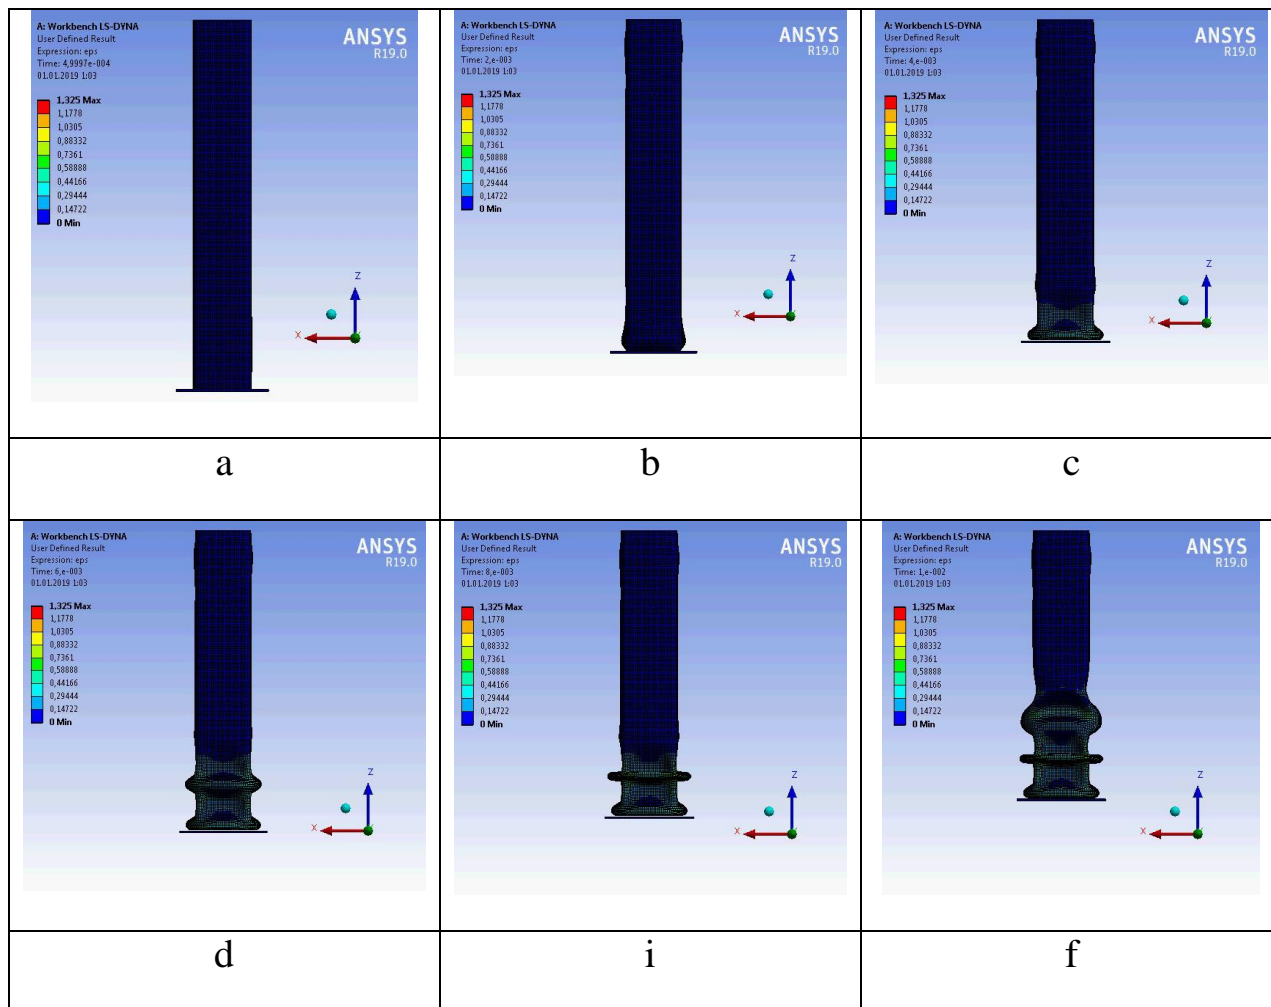 A: Workbench LS-DYNA
User Defined Result
Expression: eps
Time: 4,9997e-004
01.01.2019 1:03
ANSYS
R19.0
1,325 Max
1,1778
1,0305
0,88332
0,7361
0,58888
0,44166
0,29444
0,14722
0 Min
Z
X
A: Workbench LS-DYNA
User Defined Result
Expression: eps
Time: 2,e-003
01.01.2019 1:03
ANSYS
R19.0
1,325 Max
1,1778
1,0305
0,88332
0,7361
0,58888
0,44166
0,29444
0,14722
0 Min
Z
X
A: Workbench LS-DYNA
User Defined Result
Expression: eps
Time: 4,e-003
01.01.2019 1:03
ANSYS
R19.0
1,325 Max
1,1778
1,0305
0,88332
0,7361
0,58888
0,44166
0,29444
0,14722
0 Min
Z
X
a
b
c
A: Workbench LS-DYNA
User Defined Result
Expression: eps
Time: 6,e-003
01.01.2019 1:03
ANSYS
R19.0
1,325 Max
1,1778
1,0305
0,88332
0,7361
0,58888
0,44166
0,29444
0,14722
0 Min
Z
X
A: Workbench LS-DYNA
User Defined Result
Expression: eps
Time: 8,e-003
01.01.2019 1:03
ANSYS
R19.0
1,325 Max
1,1778
1,0305
0,88332
0,7361
0,58888
0,44166
0,29444
0,14722
0 Min
Z
X
A: Workbench LS-DYNA
User Defined Result
Expression: eps
Time: 1,e-002
01.01.2019 1:03
ANSYS
R19.0
1,325 Max
1,1778
1,0305
0,88332
0,7361
0,58888
0,44166
0,29444
0,14722
0 Min
Z
X
d
i
f